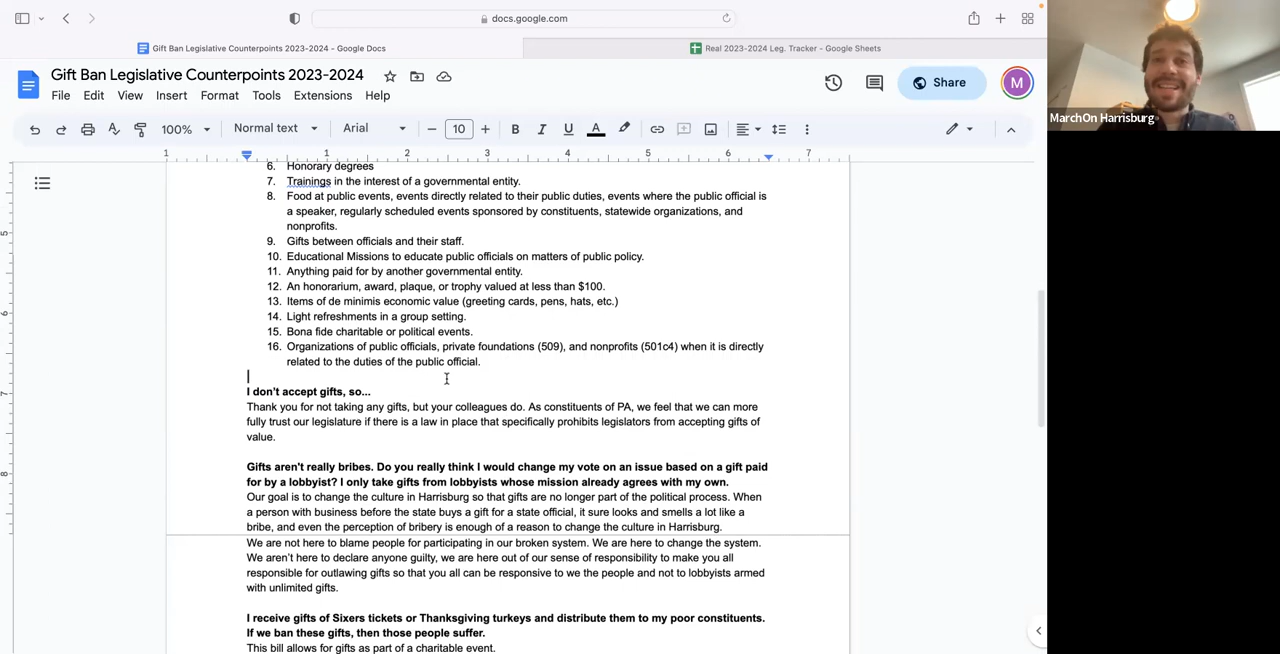 docs.google.com
Gift Ban Legislative Counterpoints 2023-2024 - Google Docs
Real 2023-2024 Leg. Tracker - Google Sheets
Gift Ban Legislative Counterpoints 2023-2024
File Edit View Insert Format Tools Extensions Help
Share
M
100% Normal text Arial 10 B I U A
1 1 2 3 4 5 6 7
5
6
7
8
6. Honorary degrees
7. Trainings in the interest of a governmental entity.
8. Food at public events, events directly related to their public duties, events where the public official is
a speaker, regularly scheduled events sponsored by constituents, statewide organizations, and
nonprofits.
9. Gifts between officials and their staff.
10. Educational Missions to educate public officials on matters of public policy.
11. Anything paid for by another governmental entity.
12. An honorarium, award, plaque, or trophy valued at less than $100.
13. Items of de minimis economic value (greeting cards, pens, hats, etc.)
14. Light refreshments in a group setting.
15. Bona fide charitable or political events.
16. Organizations of public officials, private foundations (509), and nonprofits (501c4) when it is directly
related to the duties of the public official.
I don't accept gifts, so...
Thank you for not taking any gifts, but your colleagues do. As constituents of PA, we feel that we can more
fully trust our legislature if there is a law in place that specifically prohibits legislators from accepting gifts of
value.
Gifts aren't really bribes. Do you really think I would change my vote on an issue based on a gift paid
for by a lobbyist? I only take gifts from lobbyists whose mission already agrees with my own.
Our goal is to change the culture in Harrisburg so that gifts are no longer part of the political process. When
a person with business before the state buys a gift for a state official, it sure looks and smells a lot like a
bribe, and even the perception of bribery is enough of a reason to change the culture in Harrisburg.
We are not here to blame people for participating in our broken system. We are here to change the system.
We aren't here to declare anyone guilty, we are here out of our sense of responsibility to make you all
responsible for outlawing gifts so that you all can be responsive to we the people and not to lobbyists armed
with unlimited gifts.
I receive gifts of Sixers tickets or Thanksgiving turkeys and distribute them to my poor constituents.
If we ban these gifts, then those people suffer.
This bill allows for gifts as part of a charitable event.
MarchOn Harrisburg